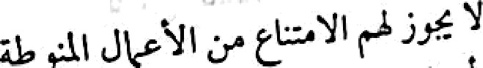 لا يجوز لهم الامتناع من الأعمال المنوطة